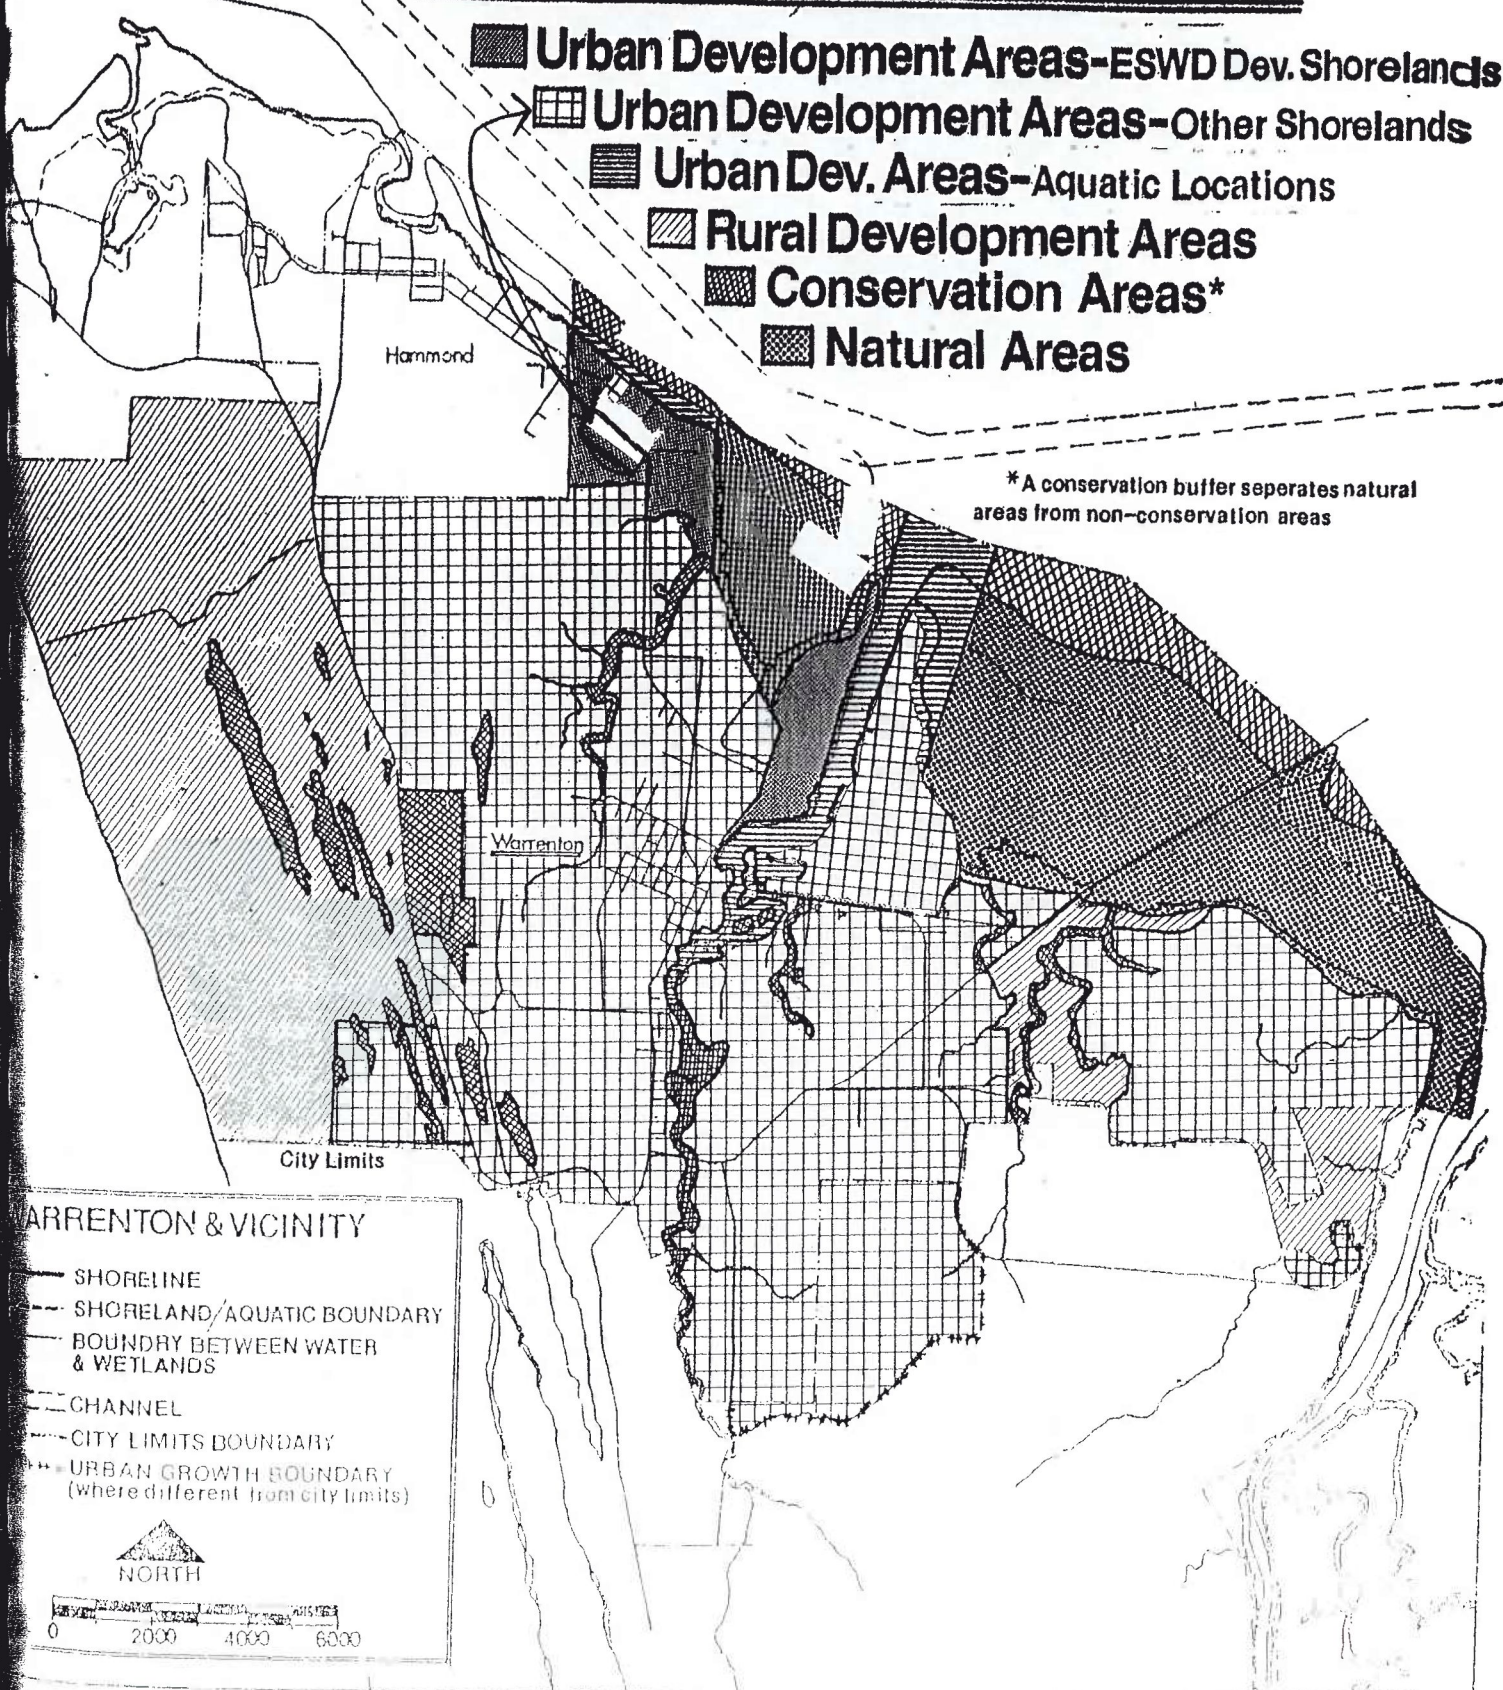 Urban Development Areas-ESWD Dev. Shorelands
Urban Development Areas-Other Shorelands
Urban Dev. Areas-Aquatic Locations
Rural Development Areas
Conservation Areas*
Natural Areas
Hammond
*A conservation buffer seperates natural
areas from non-conservation areas
Warrenton
City Limits
ARRENTON & VICINITY
SHORELINE
SHORELAND/AQUATIC BOUNDARY
BOUNDRY BETWEEN WATER
& WETLANDS
CHANNEL
CITY LIMITS BOUNDARY
URBAN GROWTH BOUNDARY
(where different from city limits)
NORTH
0 2000 4000 6000